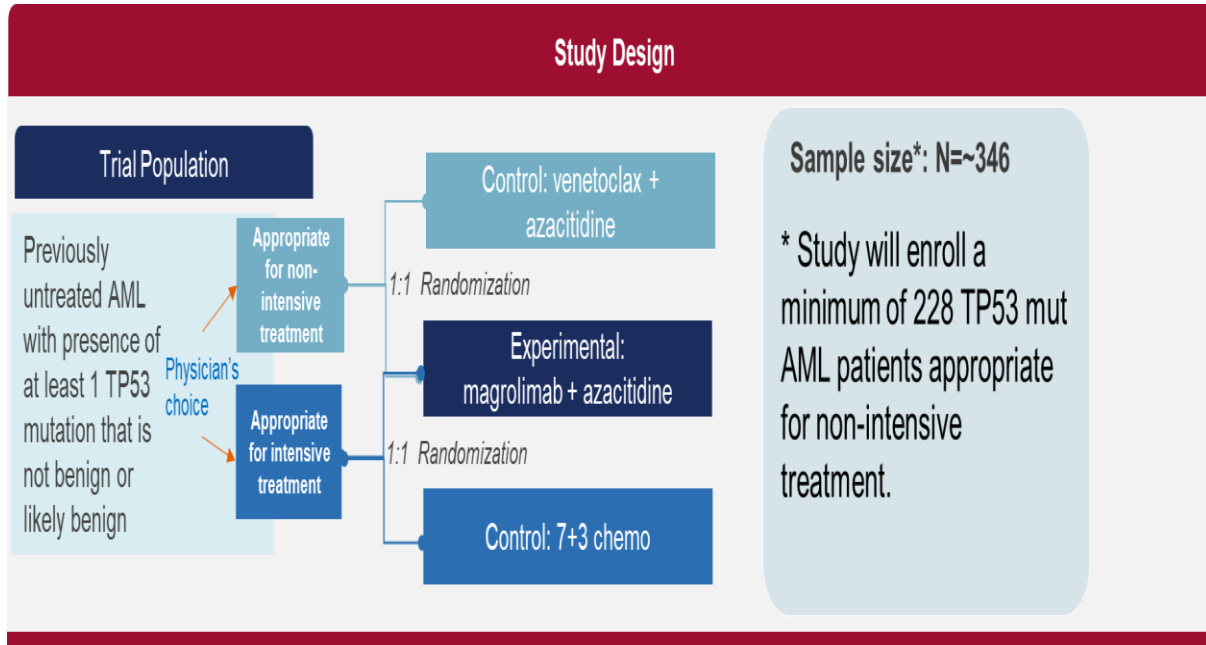 Study Design
Trial Population
Previously
untreated AML
with presence of
at least 1 TP53
mutation that is
not benign or
likely benign
Physician's
choice
Appropriate
for non-
intensive
treatment
Appropriate
for intensive
treatment
1:1 Randomization
1:1 Randomization
Control: venetoclax +
azacitidine
Experimental:
magrolimab + azacitidine
Control: 7+3 chemo
Sample size*: N=~346
* Study will enroll a
minimum of 228 TP53 mut
AML patients appropriate
for non-intensive
treatment.